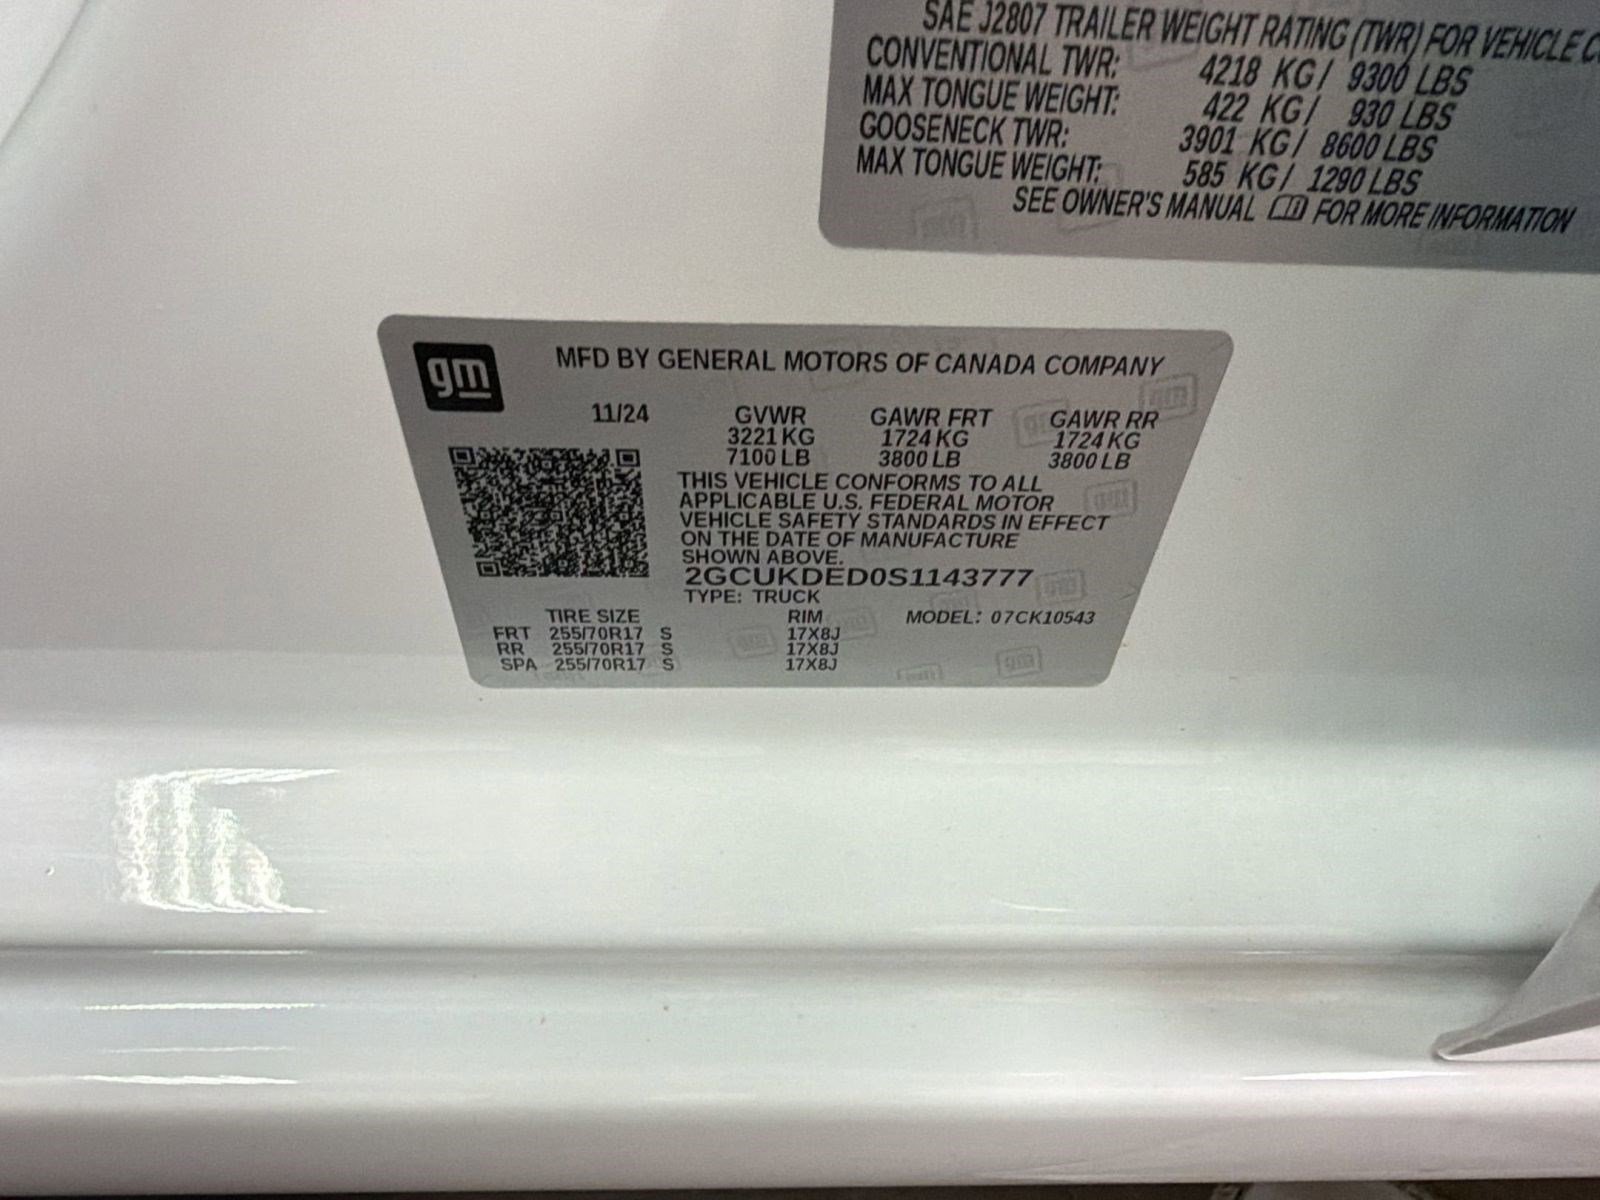 SAE J2807 TRAILER WEIGHT RATING (TWR) FOR VEHICLE
CONVENTIONAL TWR: 4218 KG/ 9300 LBS
MAX TONGUE WEIGHT: 422 KG/ 930 LBS
GOOSENECK TWR: 3901 KG/ 8600 LBS
MAX TONGUE WEIGHT: 585 KG/ 1290 LBS
SEE OWNER'S MANUAL FOR MORE INFORMATION
gm
MFD BY GENERAL MOTORS OF CANADA COMPANY
11/24 GVWR GAWR FRT GAWR RR
3221 KG 1724 KG 1724 KG
7100 LB 3800 LB 3800 LB
THIS VEHICLE CONFORMS TO ALL
APPLICABLE U.S. FEDERAL MOTOR
VEHICLE SAFETY STANDARDS IN EFFECT
ON THE DATE OF MANUFACTURE
SHOWN ABOVE.
2GCUKDED0S1143777
TYPE: TRUCK
TIRE SIZE RIM MODEL: 07CK10543
FRT 255/70R17 S 17X8J
RR 255/70R17 S 17X8J
SPA 255/70R17 S 17X8J